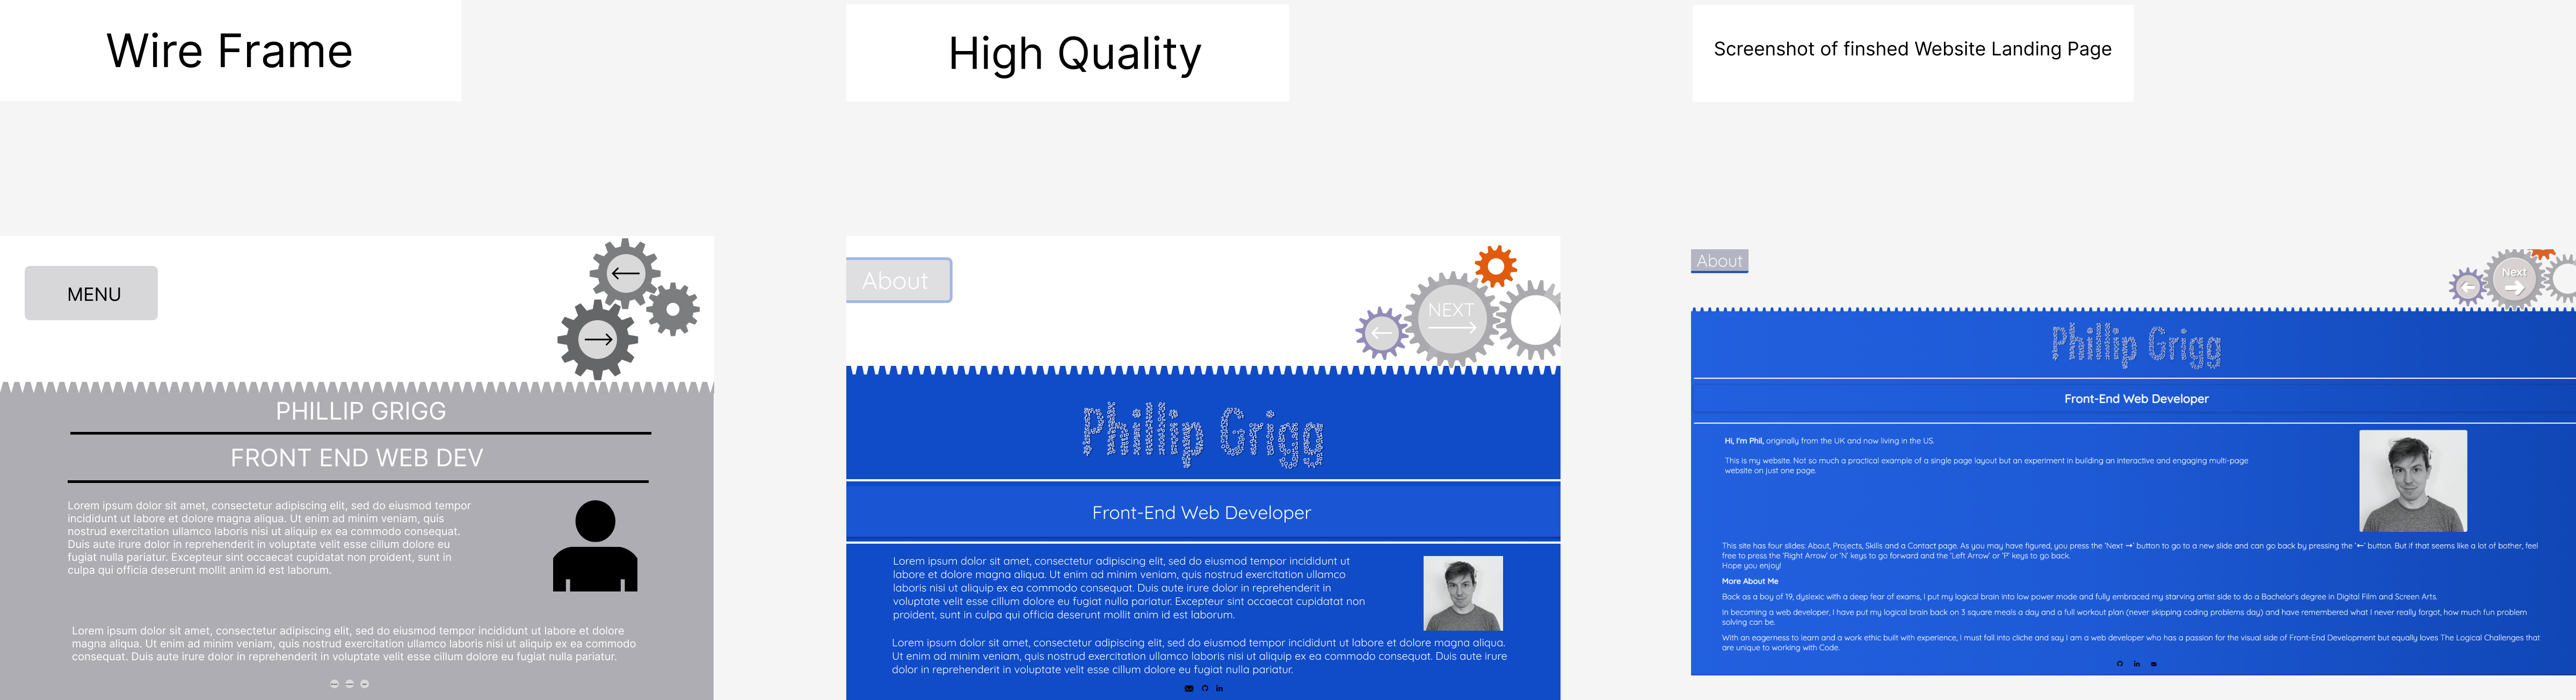 Wire Frame
High Quality
Screenshot of finshed Website Landing Page
MENU
PHILLIP GRIGG
FRONT END WEB DEV
Lorem ipsum dolor sit amet, consectetur adipiscing elit, sed do eiusmod tempor
incididunt ut labore et dolore magna aliqua. Ut enim ad minim veniam, quis
nostrud exercitation ullamco laboris nisi ut aliquip ex ea commodo consequat.
Duis aute irure dolor in reprehenderit in voluptate velit esse cillum dolore eu
fugiat nulla pariatur. Excepteur sint occaecat cupidatat non proident, sunt in
culpa qui officia deserunt mollit anim id est laborum.
Lorem ipsum dolor sit amet, consectetur adipiscing elit, sed do eiusmod tempor incididunt ut labore et dolore
magna aliqua. Ut enim ad minim veniam, quis nostrud exercitation ullamco laboris nisi ut aliquip ex ea commodo
consequat. Duis aute irure dolor in reprehenderit in voluptate velit esse cillum dolore eu fugiat nulla pariatur.
About
NEXT
Phillip Grigg
Front-End Web Developer
Lorem ipsum dolor sit amet, consectetur adipiscing elit, sed do eiusmod tempor incididunt ut
labore et dolore magna aliqua. Ut enim ad minim veniam, quis nostrud exercitation ullamco
laboris nisi ut aliquip ex ea commodo consequat. Duis aute irure dolor in reprehenderit in
voluptate velit esse cillum dolore eu fugiat nulla pariatur. Excepteur sint occaecat cupidatat non
proident, sunt in culpa qui officia deserunt mollit anim id est laborum.
Lorem ipsum dolor sit amet, consectetur adipiscing elit, sed do eiusmod tempor incididunt ut labore et dolore magna aliqua.
Ut enim ad minim veniam, quis nostrud exercitation ullamco laboris nisi ut aliquip ex ea commodo consequat. Duis aute irure
dolor in reprehenderit in voluptate velit esse cillum dolore eu fugiat nulla pariatur.
in
About
Next
Phillip Grigg
Front-End Web Developer
Hi, I'm Phil, originally from the UK and now living in the US.
This is my website. Not so much a practical example of a single page layout but an experiment in building an interactive and engaging multi-page
website on just one page.
This site has four slides: About, Projects, Skills and a Contact page. As you may have figured, you press the 'Next →' button to go to a new slide and can go back by pressing the '←' button. But if that seems like a lot of bother, feel
free to press the 'Right Arrow' or 'N' keys to go forward and the 'Left Arrow' or 'P' keys to go back.
Hope you enjoy!
More About Me
Back as a boy of 19, dyslexic with a deep fear of exams, I put my logical brain into low power mode and fully embraced my starving artist side to do a Bachelor's degree in Digital Film and Screen Arts.
In becoming a web developer, I have put my logical brain back on 3 square meals a day and a full workout plan (never skipping coding problems day) and have remembered what I never really forgot, how much fun problem
solving can be.
With an eagerness to learn and a work ethic built with experience, I must fall into cliche and say I am a web developer who has a passion for the visual side of Front-End Development but equally loves The Logical Challenges that
are unique to working with Code.
in